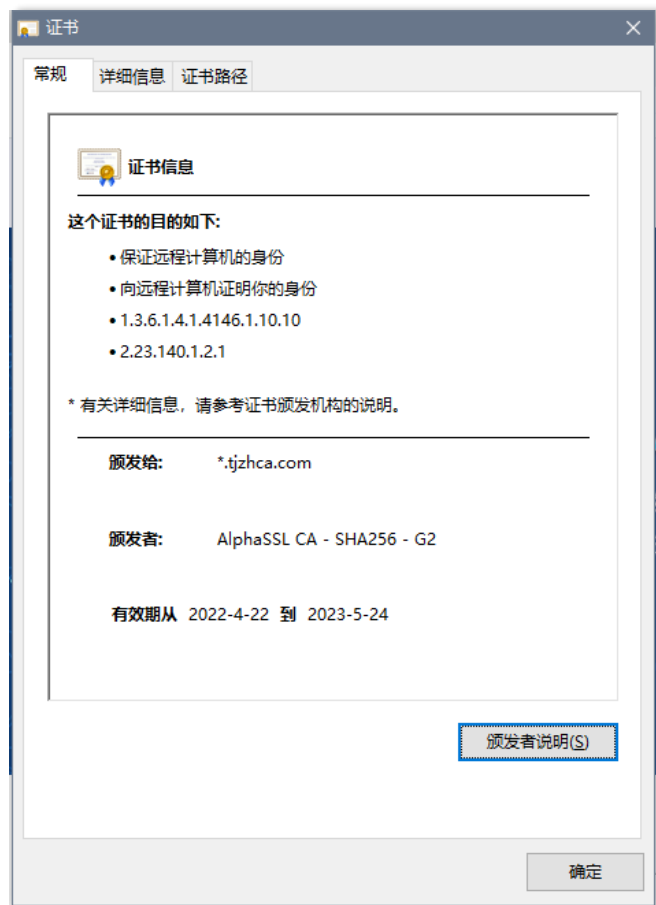 证书
常规 详细信息 证书路径
证书信息
这个证书的目的如下:
• 保证远程计算机的身份
• 向远程计算机证明你的身份
• 1.3.6.1.4.1.4146.1.10.10
• 2.23.140.1.2.1
* 有关详细信息，请参考证书颁发机构的说明。
颁发给: *.tjzhca.com
颁发者: AlphaSSL CA - SHA256 - G2
有效期从 2022-4-22 到 2023-5-24
颁发者说明(S)
确定